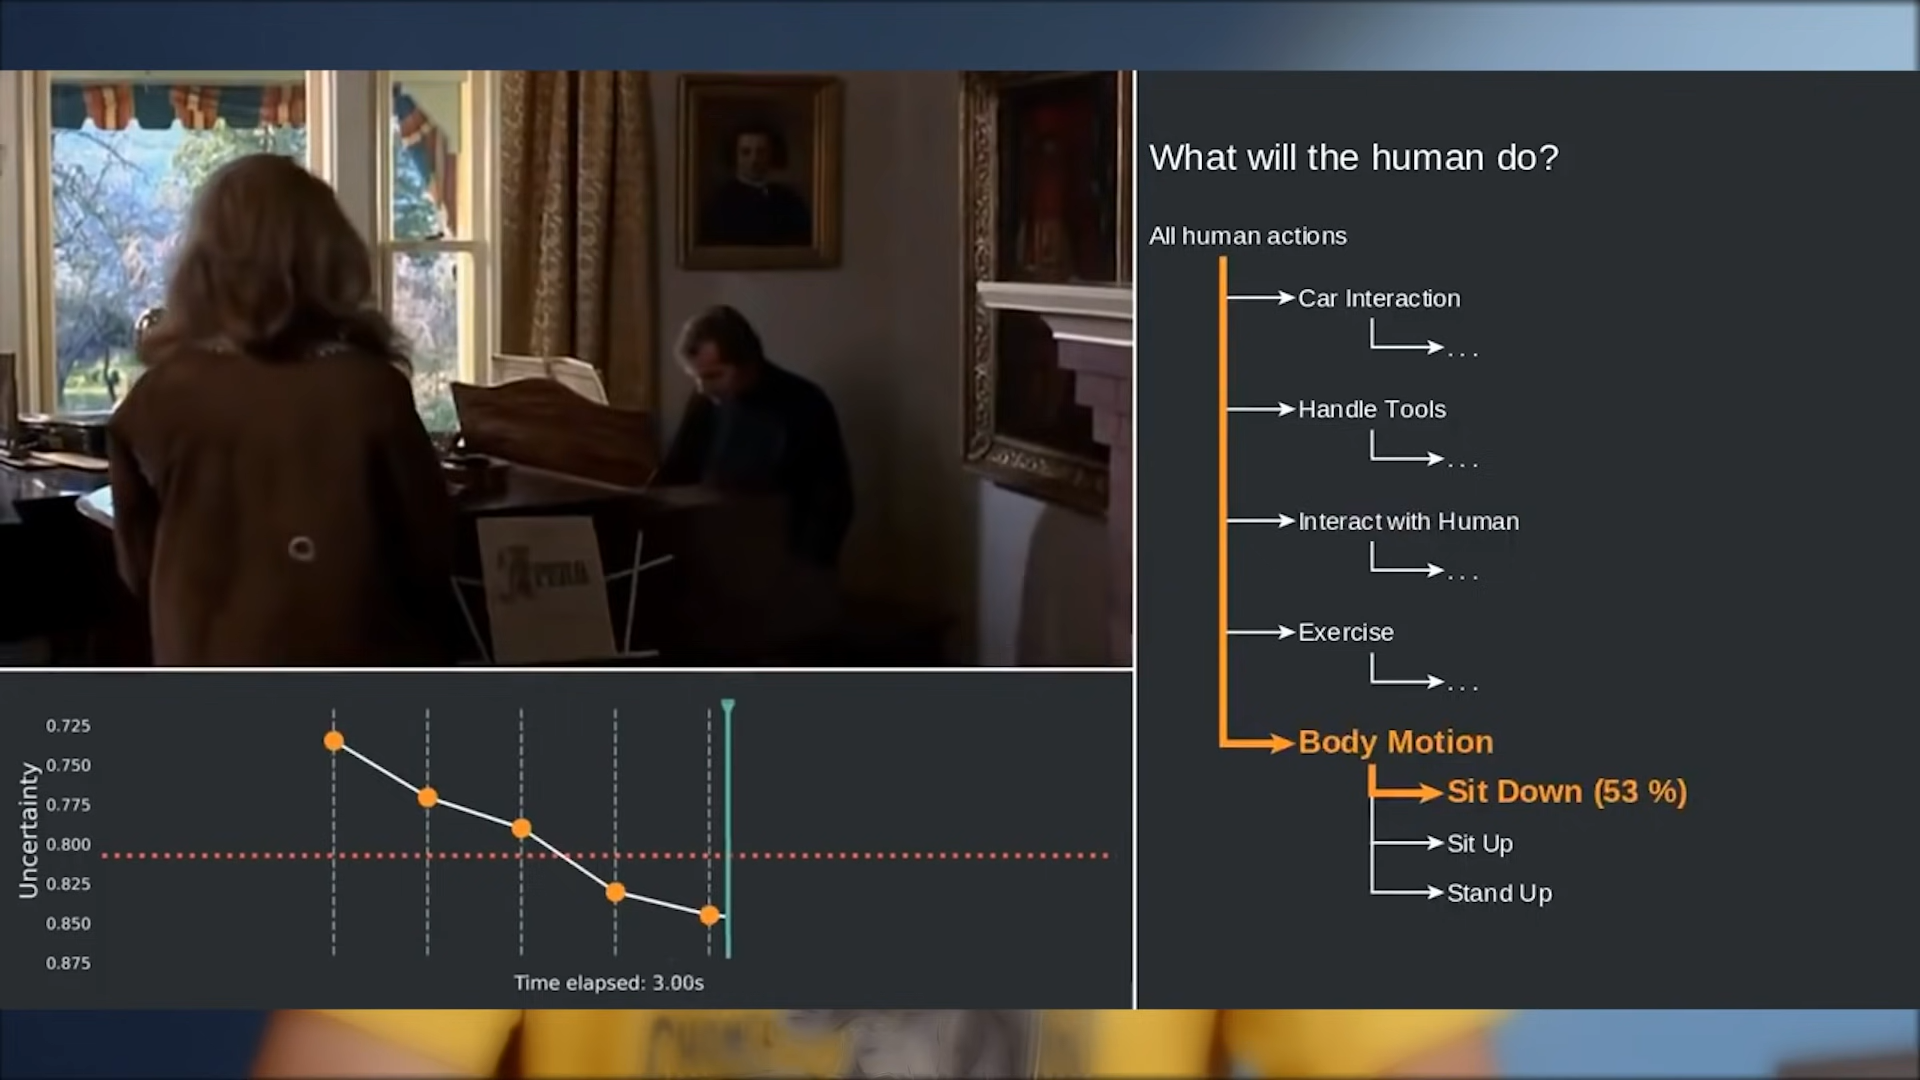 What will the human do?
All human actions
Car Interaction
...
Handle Tools
...
Interact with Human
...
Exercise
...
Body Motion
Sit Down (53 %)
Sit Up
Stand Up
Uncertainty
0.725
0.750
0.775
0.800
0.825
0.850
0.875
Time elapsed: 3.00s